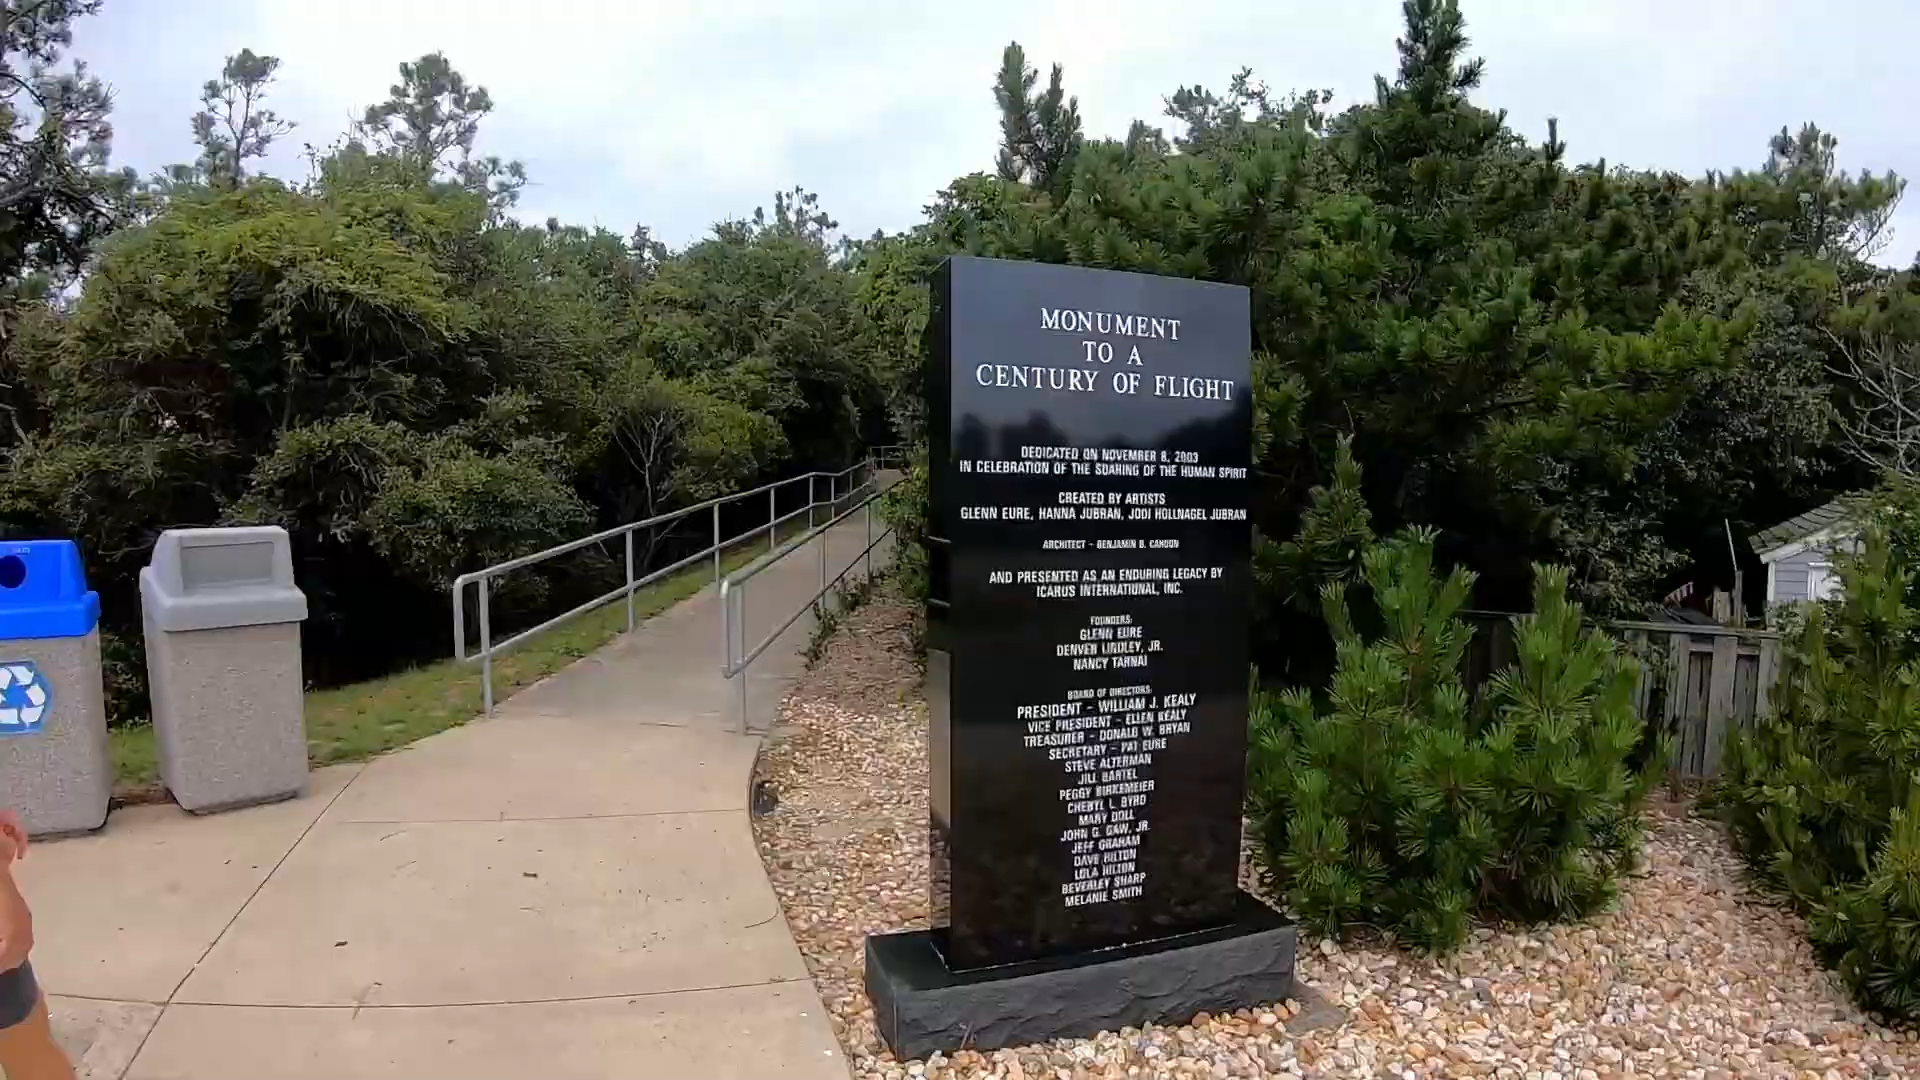 MONUMENT
TO A
CENTURY OF FLIGHT
DEDICATED ON NOVEMBER 8, 2003
IN CELEBRATION OF THE SOARING OF THE HUMAN SPIRIT
CREATED BY ARTISTS
GLENN EURE, HANNA JUBRAN, JODI HOLLNAGEL JUBRAN
ARCHITECT - BENJAMIN B. CAHOON
AND PRESENTED AS AN ENDURING LEGACY BY
ICARUS INTERNATIONAL, INC.
FOUNDERS:
GLENN EURE
DENVER LINDLEY, JR.
NANCY TARNAI
BOARD OF DIRECTORS:
PRESIDENT - WILLIAM J. KEALY
VICE PRESIDENT - ELLEN KEALY
TREASURER - DONALD W. BRYAN
SECRETARY - PAT EURE
STEVE ALTERMAN
JILL BARTEL
PEGGY BIRKEMEIER
CHERYL L. BYRD
MARY DOLL
JOHN G. GAW, JR.
JEFF GRAHAM
DAVE HILTON
LOLA HILTON
BEVERLEY SHARP
MELANIE SMITH